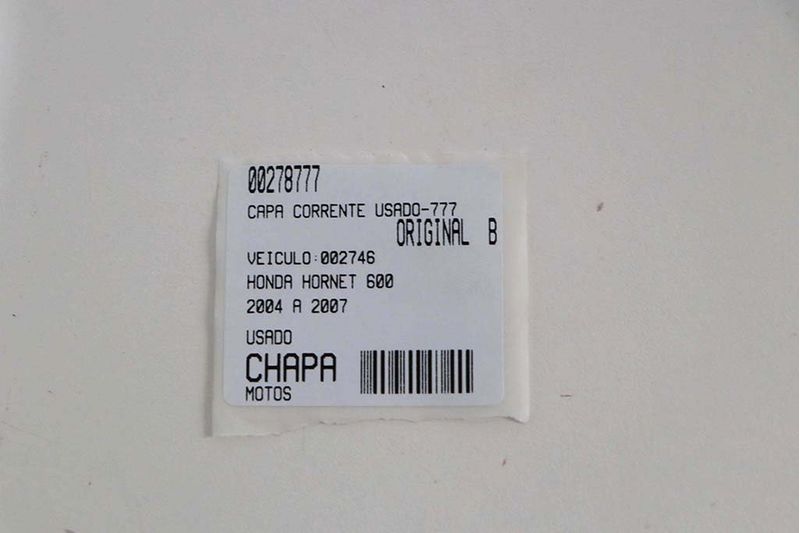 00278777
CAPA CORRENTE USADO-777
ORIGINAL B
VEICULO:002746
HONDA HORNET 600
2004 A 2007
USADO
CHAPA
MOTOS